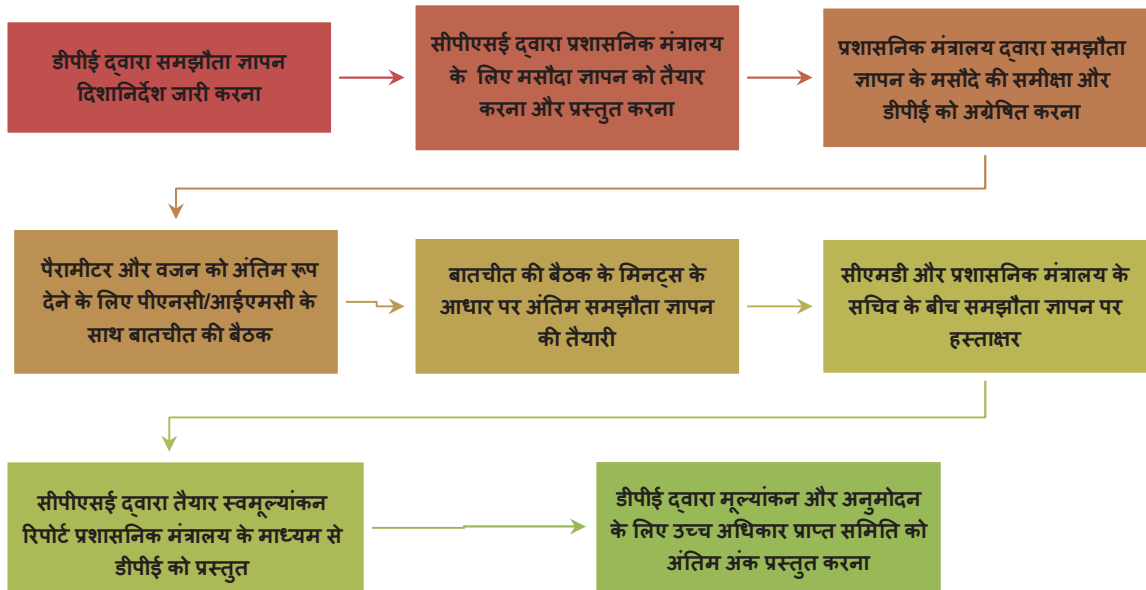 डीपीई द्वारा समझौता ज्ञापन
दिशानिर्देश जारी करना
सीपीएसई द्वारा प्रशासनिक मंत्रालय
के लिए मसौदा ज्ञापन को तैयार
करना और प्रस्तुत करना
प्रशासनिक मंत्रालय द्वारा समझौता
ज्ञापन के मसौदे की समीक्षा और
डीपीई को अग्रेषित करना
पैरामीटर और वजन को अंतिम रूप
देने के लिए पीएनसी/आईएमसी के
साथ बातचीत की बैठक
बातचीत की बैठक के मिनट्स के
आधार पर अंतिम समझौता ज्ञापन
की तैयारी
सीएमडी और प्रशासनिक मंत्रालय के
सचिव के बीच समझौता ज्ञापन पर
हस्ताक्षर
सीपीएसई द्वारा तैयार स्वमूल्यांकन
रिपोर्ट प्रशासनिक मंत्रालय के माध्यम से
डीपीई को प्रस्तुत
डीपीई द्वारा मूल्यांकन और अनुमोदन
के लिए उच्च अधिकार प्राप्त समिति को
अंतिम अंक प्रस्तुत करना